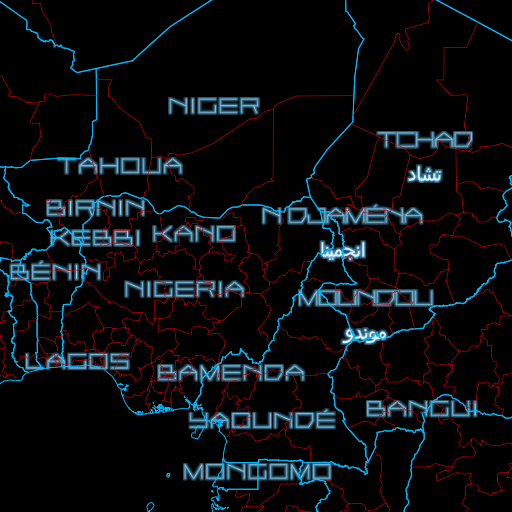 NIGER
TCHAD
تشاد
TAHOUA
BIRNIN
KEBBI
KANO
N'DJAMÉNA
انجمينا
BÉNIN
NIGERIA
MOUNDOU
موندو
LAGOS
BAMENDA
BANGUI
YAOUNDÉ
MONGOMO